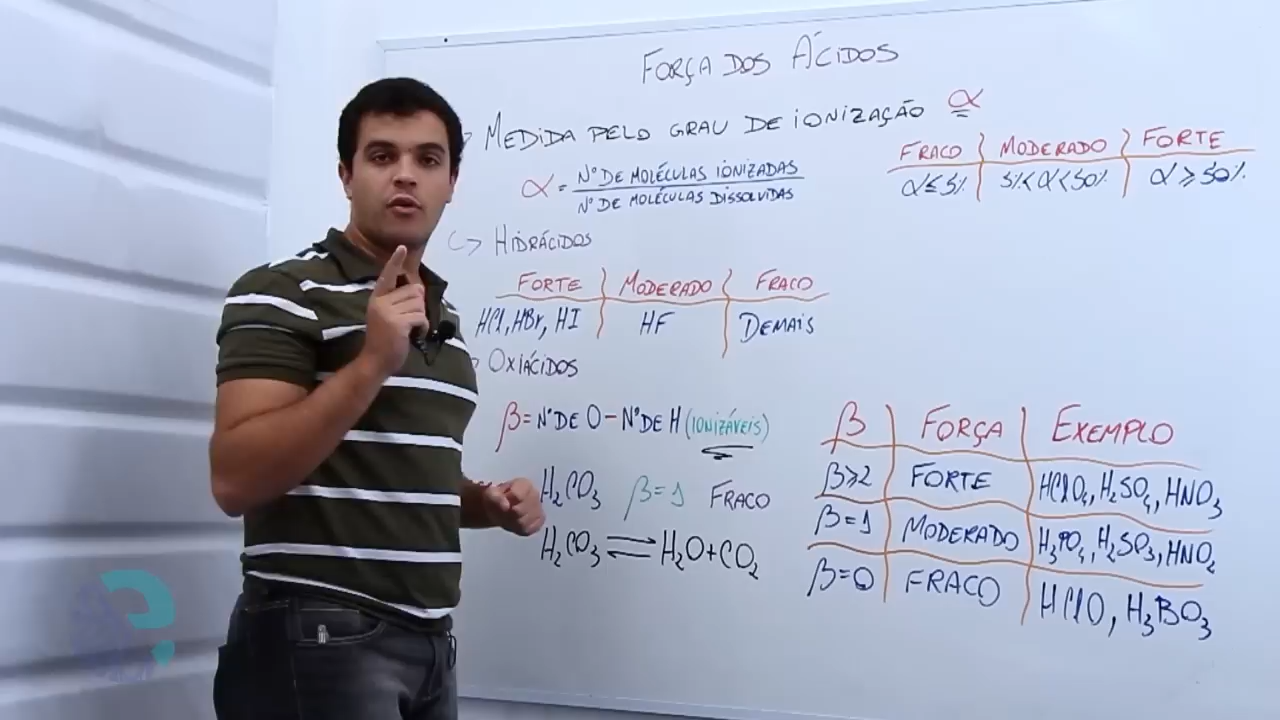 FORÇA DOS ÁCIDOS
MEDIDA PELO GRAU DE IONIZAÇÃO α
α = Nº DE MOLÉCULAS IONIZADAS
Nº DE MOLÉCULAS DISSOLVIDAS
FRACO MODERADO FORTE
α ≤ 5% 5% < α < 50% α ≥ 50%
↳ HIDRÁCIDOS
FORTE MODERADO FRACO
HCl, HBr, HI HF DEMAIS
OXIÁCIDOS
β = Nº DE O - Nº DE H (IONIZÁVEIS)
H₂CO₃ β = 1 FRACO
H₂CO₃ ⇌ H₂O + CO₂
β FORÇA EXEMPLO
β ≥ 2 FORTE HClO₄, H₂SO₄, HNO₃
β = 1 MODERADO H₃PO₄, H₂SO₃, HNO₂
β = 0 FRACO HClO, H₃BO₃